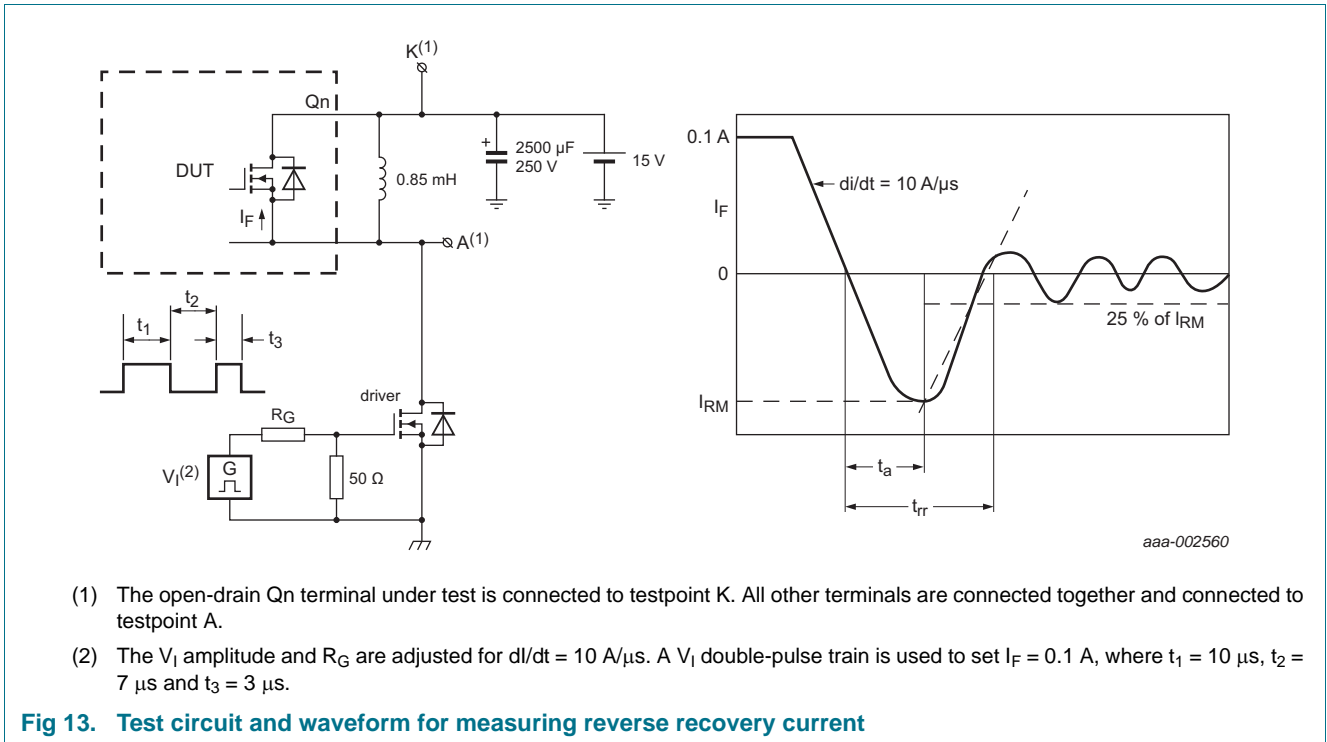 K(1)
Qn
DUT
IF
0.85 mH
+
2500 µF
250 V
15 V
A(1)
t1
t2
t3
driver
RG
VI(2)
G
50 Ω
0.1 A
di/dt = 10 A/µs
IF
0
25 % of IRM
IRM
ta
trr
aaa-002560
(1) The open-drain Qn terminal under test is connected to testpoint K. All other terminals are connected together and connected to
testpoint A.
(2) The VI amplitude and RG are adjusted for dI/dt = 10 A/µs. A VI double-pulse train is used to set IF = 0.1 A, where t1 = 10 µs, t2 =
7 µs and t3 = 3 µs.
Fig 13. Test circuit and waveform for measuring reverse recovery current